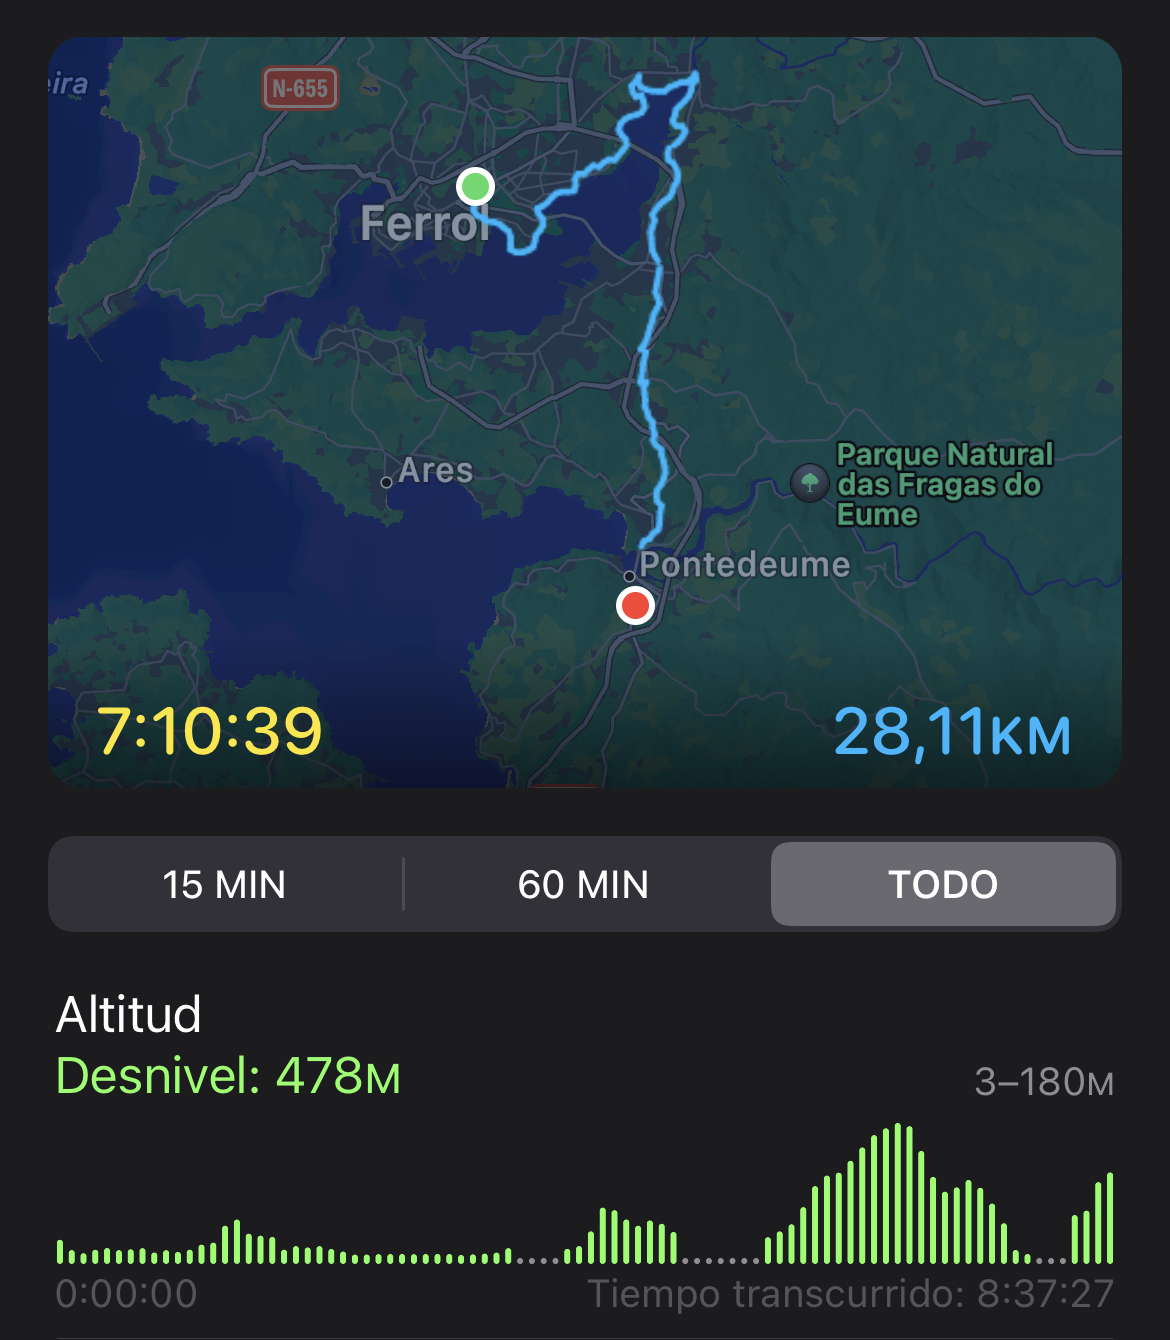 eira
N-655
Ferrol
Ares
Parque Natural
das Fragas do
Eume
Pontedeume
7:10:39
28,11KM
15 MIN
60 MIN
TODO
Altitud
Desnivel: 478M
3–180M
0:00:00
Tiempo transcurrido: 8:37:27